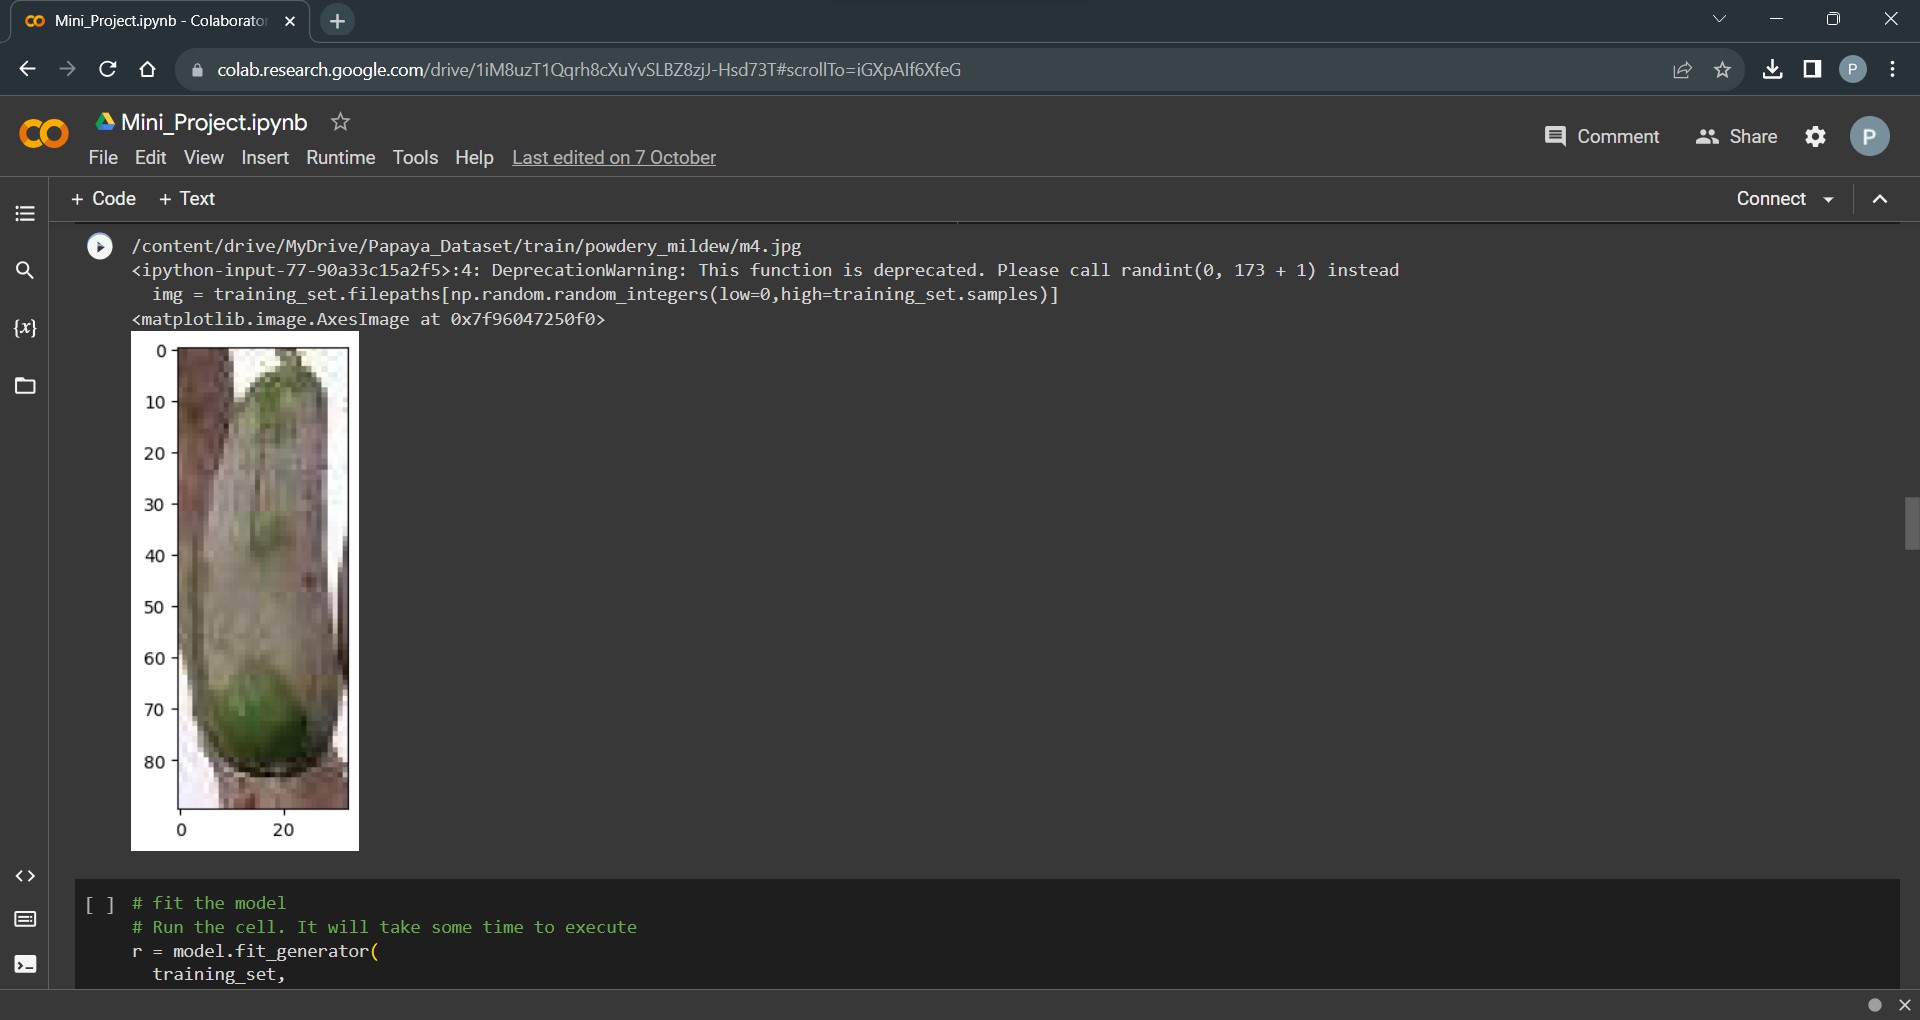 Mini_Project.ipynb - Colaborator
colab.research.google.com/drive/1iM8uzT1Qqrh8cXuYvSLBZ8zjJ-Hsd73T#scrollTo=iGXpAlf6XfeG
P
Mini_Project.ipynb
File Edit View Insert Runtime Tools Help Last edited on 7 October
Comment Share P
+ Code + Text
Connect
{x}
/content/drive/MyDrive/Papaya_Dataset/train/powdery_mildew/m4.jpg
<ipython-input-77-90a33c15a2f5>:4: DeprecationWarning: This function is deprecated. Please call randint(0, 173 + 1) instead
img = training_set.filepaths[np.random.random_integers(low=0,high=training_set.samples)]
<matplotlib.image.AxesImage at 0x7f96047250f0>
0
10
20
30
40
50
60
70
80
0 20
[ ] # fit the model
# Run the cell. It will take some time to execute
r = model.fit_generator(
training_set,